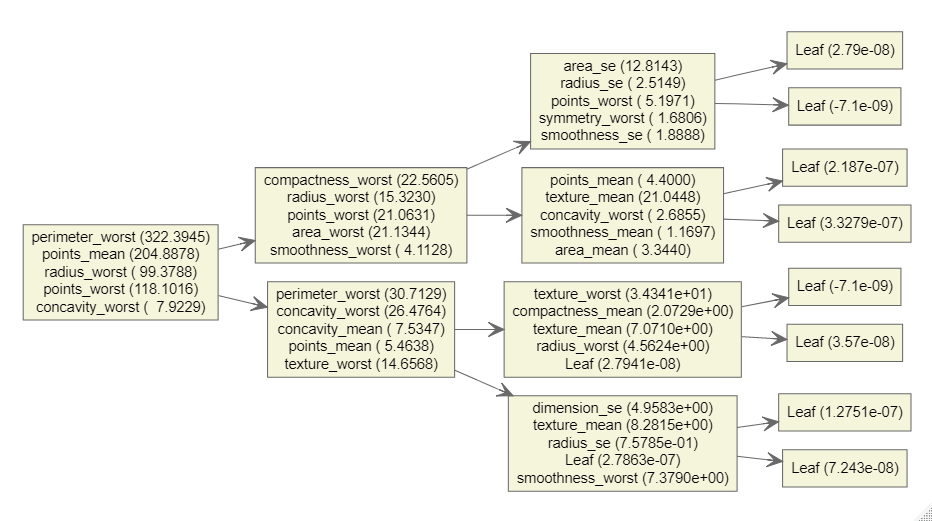 perimeter_worst (322.3945)
points_mean (204.8878)
radius_worst ( 99.3788)
points_worst (118.1016)
concavity_worst (  7.9229)
compactness_worst (22.5605)
radius_worst (15.3230)
points_worst (21.0631)
area_worst (21.1344)
smoothness_worst ( 4.1128)
perimeter_worst (30.7129)
concavity_worst (26.4764)
concavity_mean ( 7.5347)
points_mean ( 5.4638)
texture_worst (14.6568)
area_se (12.8143)
radius_se ( 2.5149)
points_worst ( 5.1971)
symmetry_worst ( 1.6806)
smoothness_se ( 1.8888)
points_mean ( 4.4000)
texture_mean (21.0448)
concavity_worst ( 2.6855)
smoothness_mean ( 1.1697)
area_mean ( 3.3440)
texture_worst (3.4341e+01)
compactness_mean (2.0729e+00)
texture_mean (7.0710e+00)
radius_worst (4.5624e+00)
Leaf (2.7941e-08)
dimension_se (4.9583e+00)
texture_mean (8.2815e+00)
radius_se (7.5785e-01)
Leaf (2.7863e-07)
smoothness_worst (7.3790e+00)
Leaf (2.79e-08)
Leaf (-7.1e-09)
Leaf (2.187e-07)
Leaf (3.3279e-07)
Leaf (-7.1e-09)
Leaf (3.57e-08)
Leaf (1.2751e-07)
Leaf (7.243e-08)